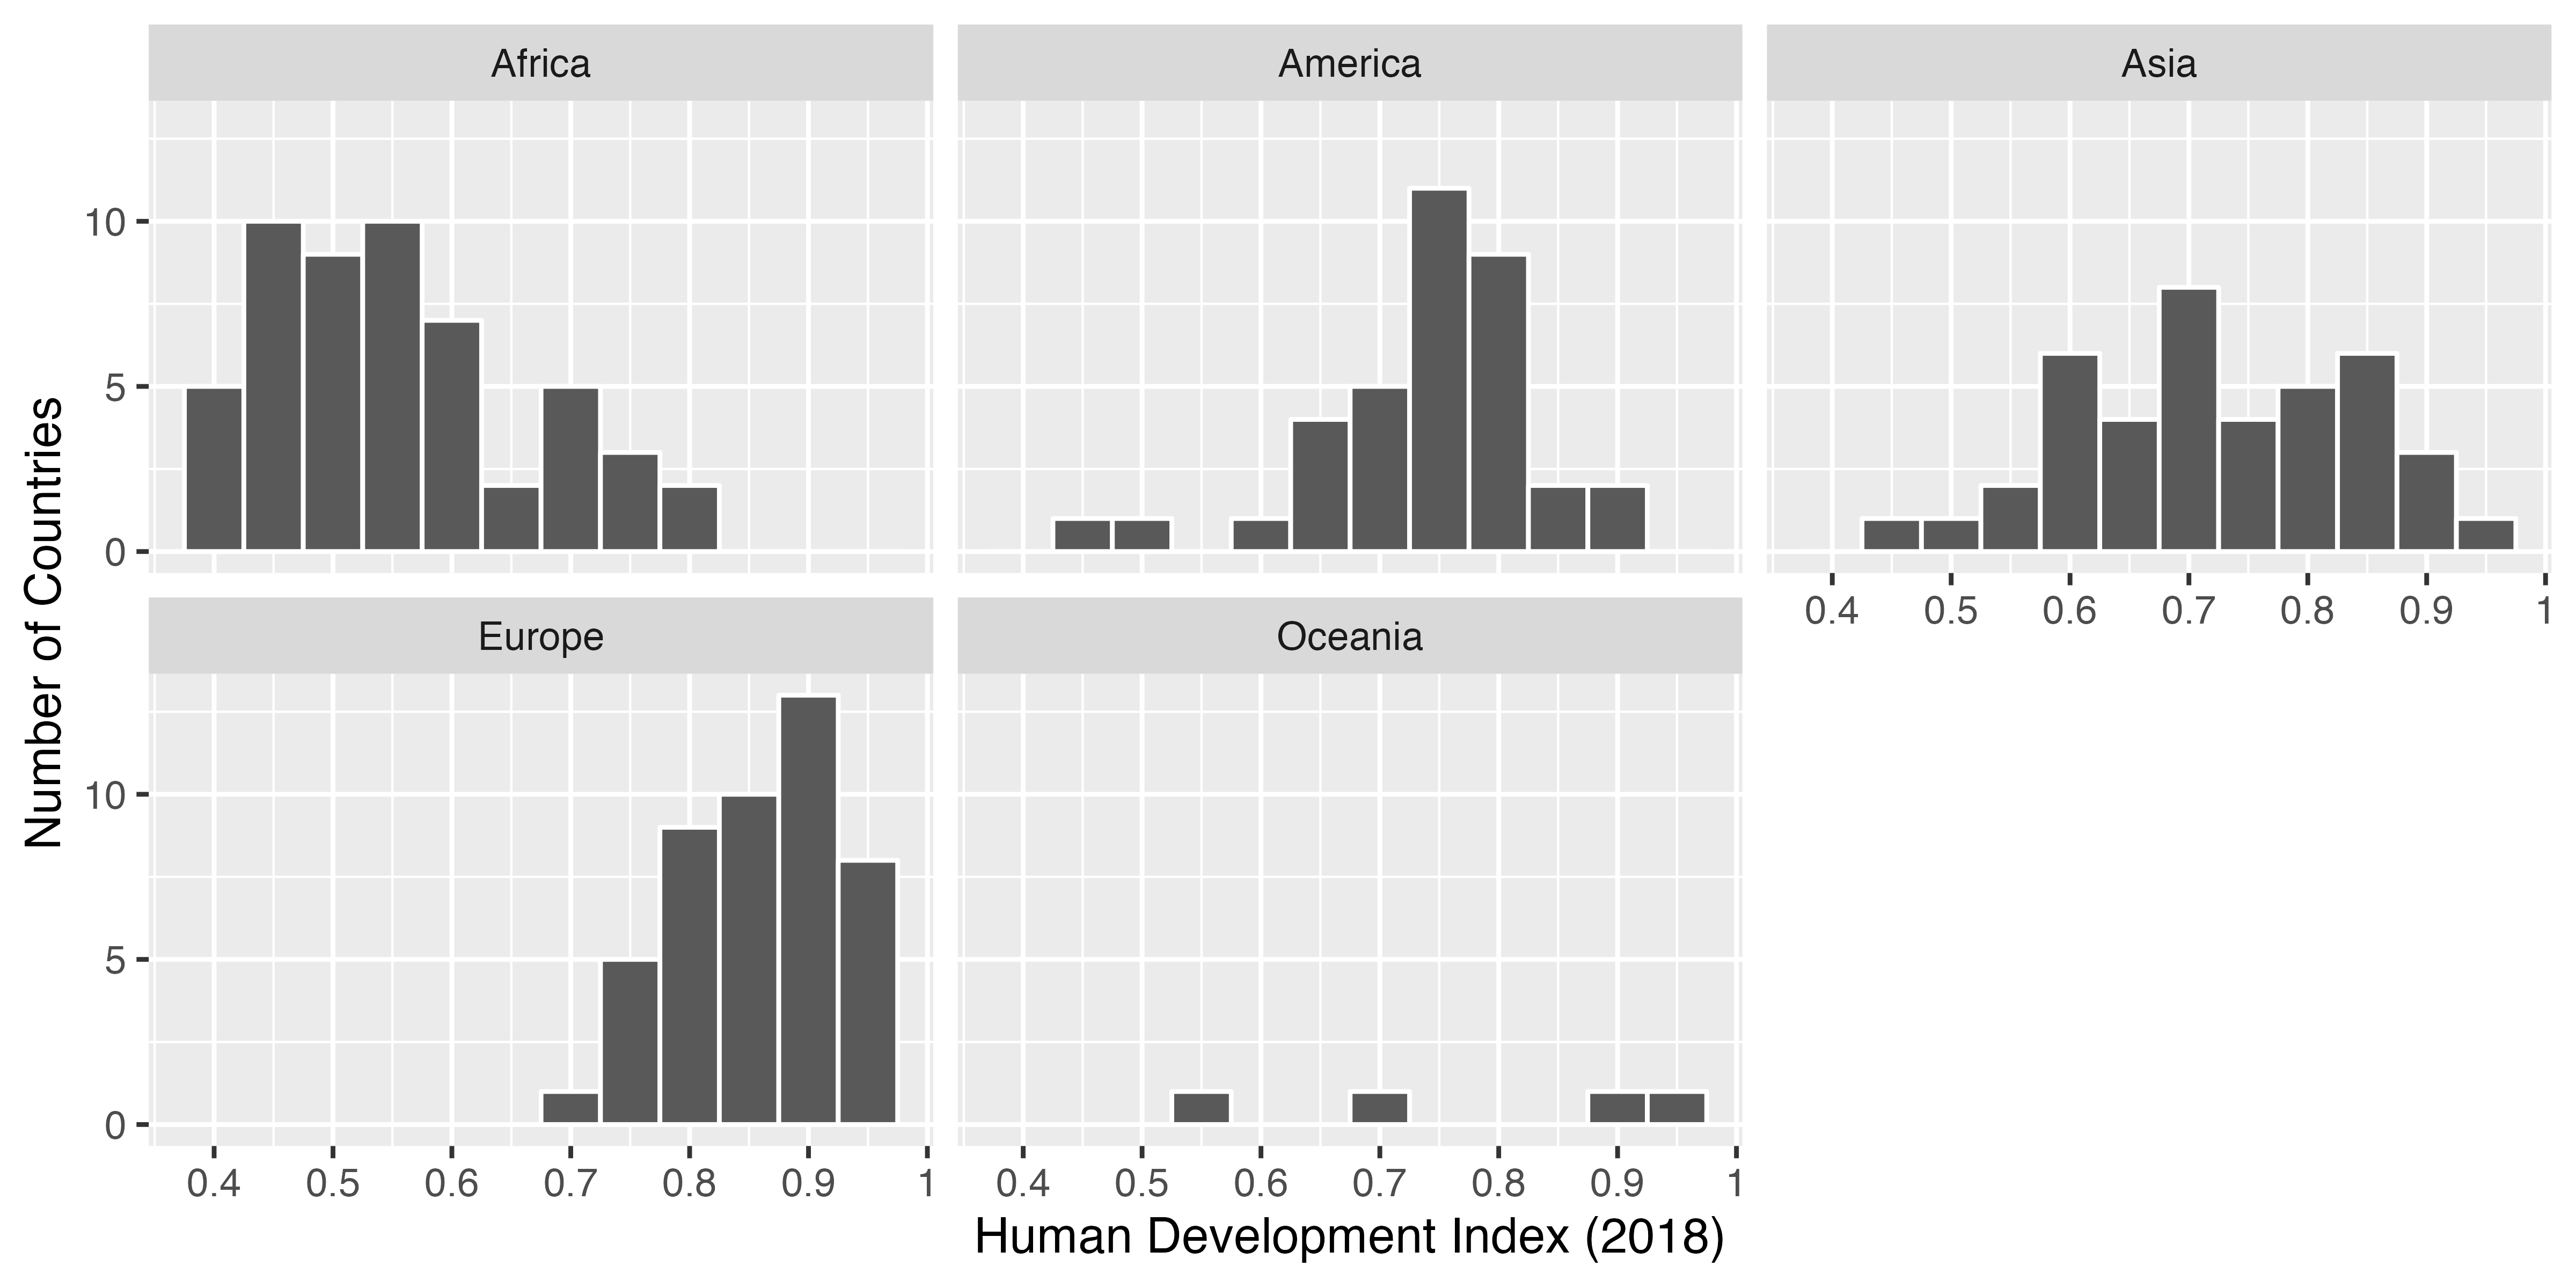 Africa
America
Asia
Number of Countries
10
5
0
0.4 0.5 0.6 0.7 0.8 0.9 1
Europe
Oceania
10
5
0
0.4 0.5 0.6 0.7 0.8 0.9 1
0.4 0.5 0.6 0.7 0.8 0.9 1
Human Development Index (2018)